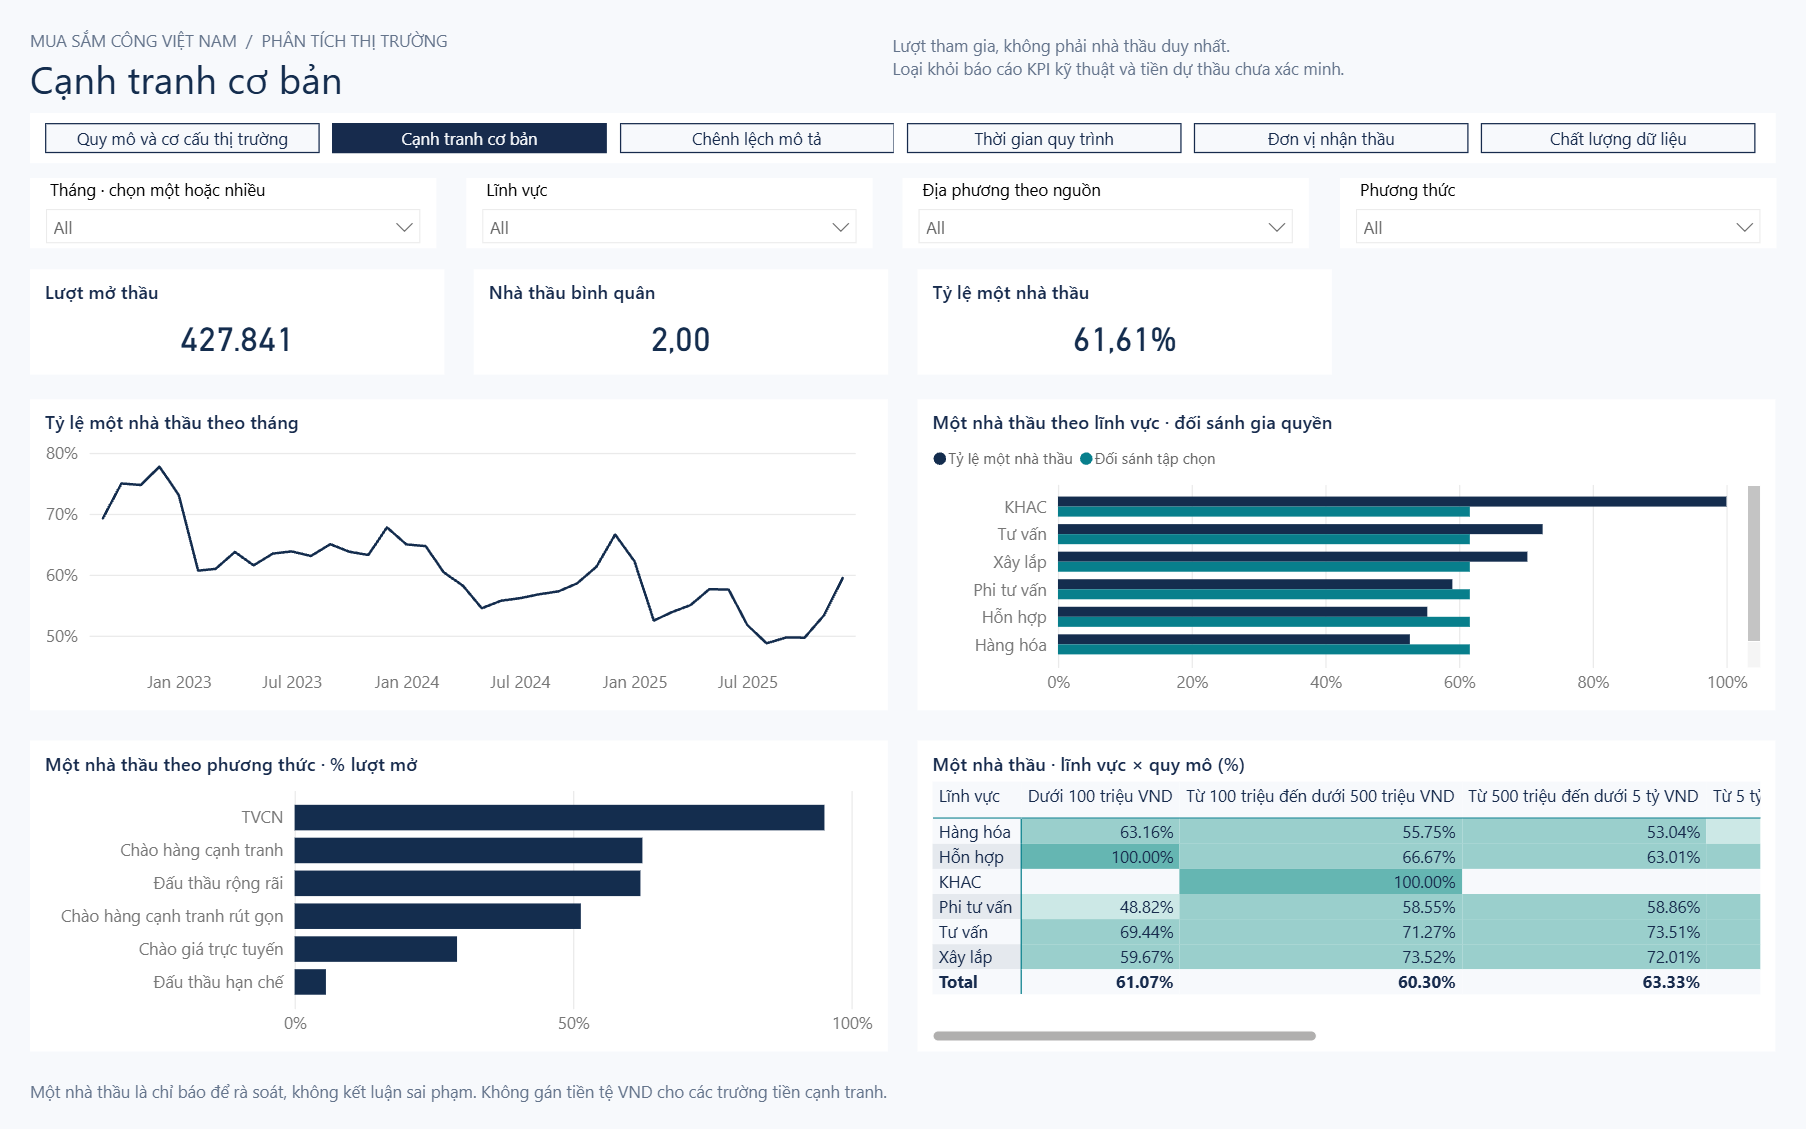 MUA SẮM CÔNG VIỆT NAM / PHÂN TÍCH THỊ TRƯỜNG
Cạnh tranh cơ bản
Lượt tham gia, không phải nhà thầu duy nhất.
Loại khỏi báo cáo KPI kỹ thuật và tiền dự thầu chưa xác minh.
Quy mô và cơ cấu thị trường
Cạnh tranh cơ bản
Chênh lệch mô tả
Thời gian quy trình
Đơn vị nhận thầu
Chất lượng dữ liệu
Tháng · chọn một hoặc nhiều
All
Lĩnh vực
All
Địa phương theo nguồn
All
Phương thức
All
Lượt mở thầu
427.841
Nhà thầu bình quân
2,00
Tỷ lệ một nhà thầu
61,61%
Tỷ lệ một nhà thầu theo tháng
80%
70%
60%
50%
Jan 2023 Jul 2023 Jan 2024 Jul 2024 Jan 2025 Jul 2025
Một nhà thầu theo lĩnh vực · đối sánh gia quyền
Tỷ lệ một nhà thầu Đối sánh tập chọn
KHAC
Tư vấn
Xây lắp
Phi tư vấn
Hỗn hợp
Hàng hóa
0% 20% 40% 60% 80% 100%
Một nhà thầu theo phương thức · % lượt mở
TVCN
Chào hàng cạnh tranh
Đấu thầu rộng rãi
Chào hàng cạnh tranh rút gọn
Chào giá trực tuyến
Đấu thầu hạn chế
0% 50% 100%
Một nhà thầu · lĩnh vực × quy mô (%)
Lĩnh vực Dưới 100 triệu VND Từ 100 triệu đến dưới 500 triệu VND Từ 500 triệu đến dưới 5 tỷ VND Từ 5 tỷ
Hàng hóa 63.16% 55.75% 53.04%
Hỗn hợp 100.00% 66.67% 63.01%
KHAC 100.00%
Phi tư vấn 48.82% 58.55% 58.86%
Tư vấn 69.44% 71.27% 73.51%
Xây lắp 59.67% 73.52% 72.01%
Total 61.07% 60.30% 63.33%
Một nhà thầu là chỉ báo để rà soát, không kết luận sai phạm. Không gán tiền tệ VND cho các trường tiền cạnh tranh.